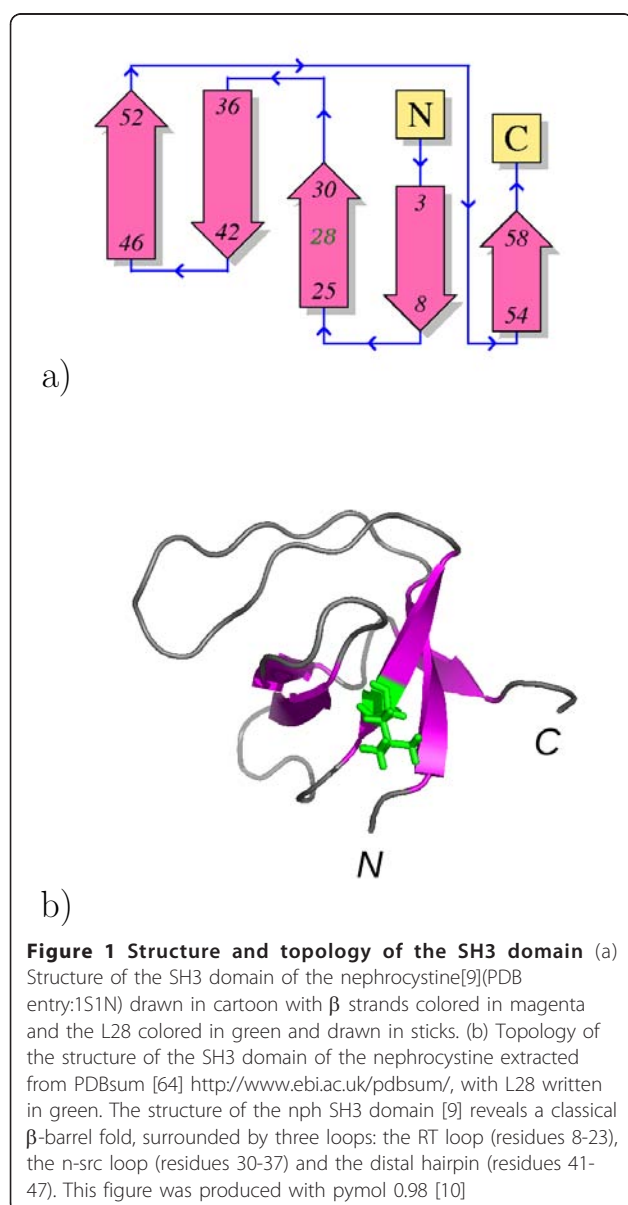 52 36 N C
30 3
28
46 42 25 8 58
54
a)
C
N
b)
Figure 1 Structure and topology of the SH3 domain (a)
Structure of the SH3 domain of the nephrocystine[9](PDB
entry:1S1N) drawn in cartoon with β strands colored in magenta
and the L28 colored in green and drawn in sticks. (b) Topology of
the structure of the SH3 domain of the nephrocystine extracted
from PDBsum [64] http://www.ebi.ac.uk/pdbsum/, with L28 written
in green. The structure of the nph SH3 domain [9] reveals a classical
β-barrel fold, surrounded by three loops: the RT loop (residues 8-23),
the n-src loop (residues 30-37) and the distal hairpin (residues 41-
47). This figure was produced with pymol 0.98 [10]